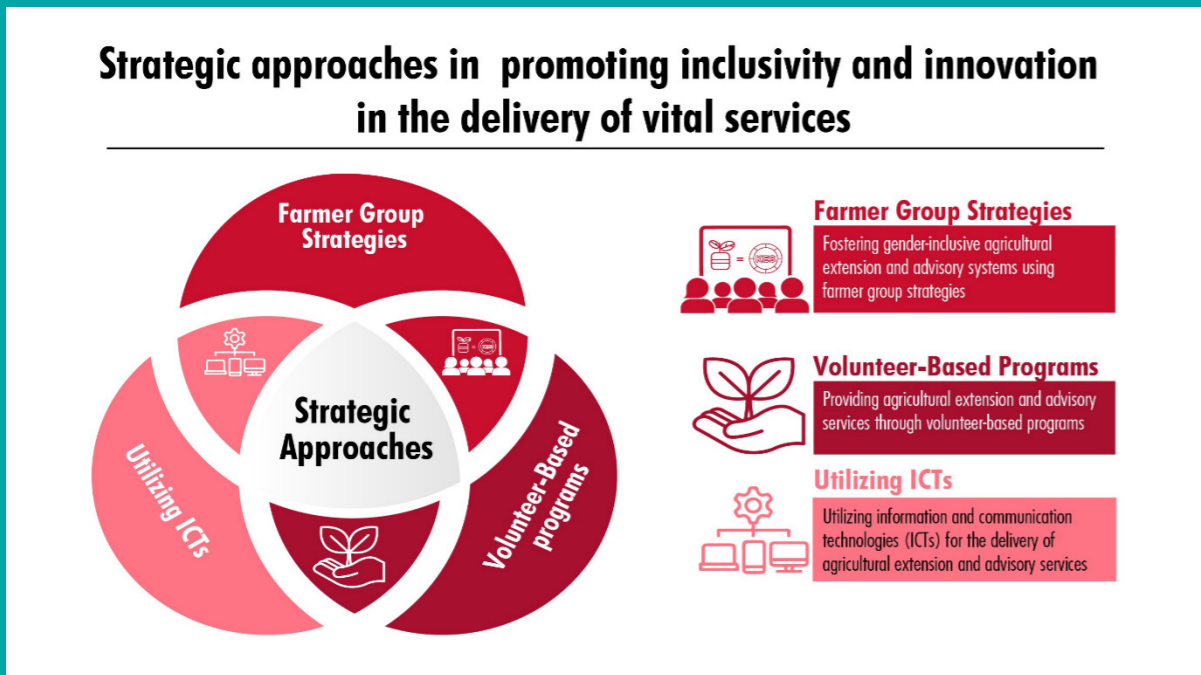 Strategic approaches in  promoting inclusivity and innovation
in the delivery of vital services
Farmer Group
Strategies
Strategic
Approaches
Utilizing ICTs
Volunteer-Based
programs
Farmer Group Strategies
Fostering gender-inclusive agricultural
extension and advisory systems using
farmer group strategies
Volunteer-Based Programs
Providing agricultural extension and advisory
services through volunteer-based programs
Utilizing ICTs
Utilizing information and communication
technologies (ICTs) for the delivery of
agricultural extension and advisory services